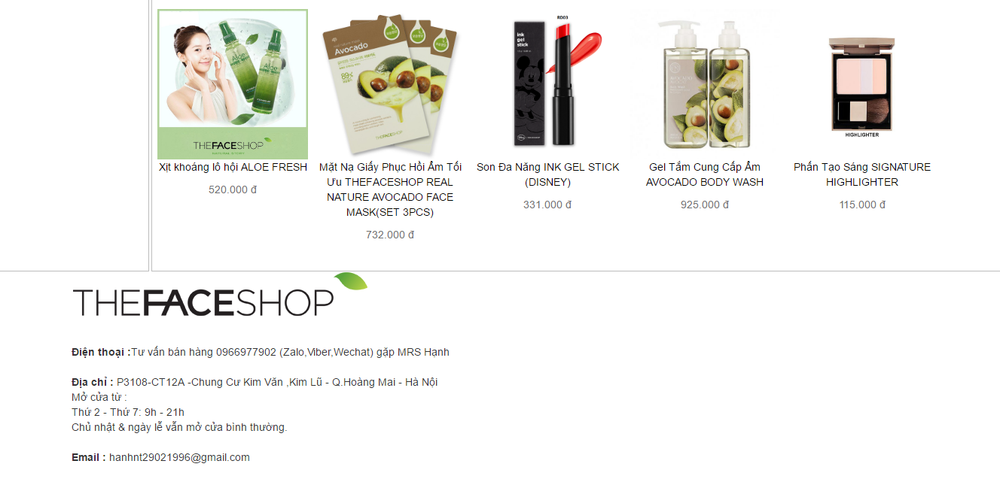 Aloe
Aloe
THEFACESHOP
NATURAL STORY
Xịt khoáng lô hội ALOE FRESH
520.000 đ
Avocado
THEFACESHOP
Mặt Nạ Giấy Phục Hồi Ẩm Tối
Ưu THEFACESHOP REAL
NATURE AVOCADO FACE
MASK(SET 3PCS)
732.000 đ
RD03
ink
gel
stick
Son Đa Năng INK GEL STICK
(DISNEY)
331.000 đ
Gel Tắm Cung Cấp Ẩm
AVOCADO BODY WASH
925.000 đ
HIGHLIGHTER
Phấn Tạo Sáng SIGNATURE
HIGHLIGHTER
115.000 đ
THEFACESHOP
Điện thoại :Tư vấn bán hàng 0966977902 (Zalo,Viber,Wechat) gặp MRS Hạnh
Địa chỉ : P3108-CT12A -Chung Cư Kim Văn ,Kim Lũ - Q.Hoàng Mai - Hà Nội
Mở cửa từ :
Thứ 2 - Thứ 7: 9h - 21h
Chủ nhật & ngày lễ vẫn mở cửa bình thường.
Email : hanhnt29021996@gmail.com